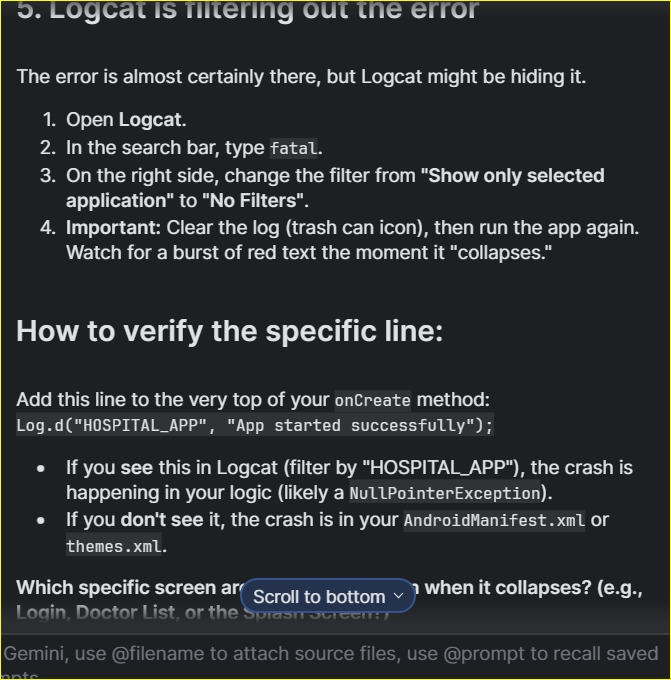 5. Logcat is filtering out the error
The error is almost certainly there, but Logcat might be hiding it.
1. Open Logcat.
2. In the search bar, type fatal.
3. On the right side, change the filter from "Show only selected
application" to "No Filters".
4. Important: Clear the log (trash can icon), then run the app again.
Watch for a burst of red text the moment it "collapses."
How to verify the specific line:
Add this line to the very top of your onCreate method:
Log.d("HOSPITAL_APP", "App started successfully");
• If you see this in Logcat (filter by "HOSPITAL_APP"), the crash is
happening in your logic (likely a NullPointerException).
• If you don't see it, the crash is in your AndroidManifest.xml or
themes.xml.
Which specific screen are when it collapses? (e.g.,
Scroll to bottom
Login, Doctor List, or the Splash Screen?)
Gemini, use @filename to attach source files, use @prompt to recall saved